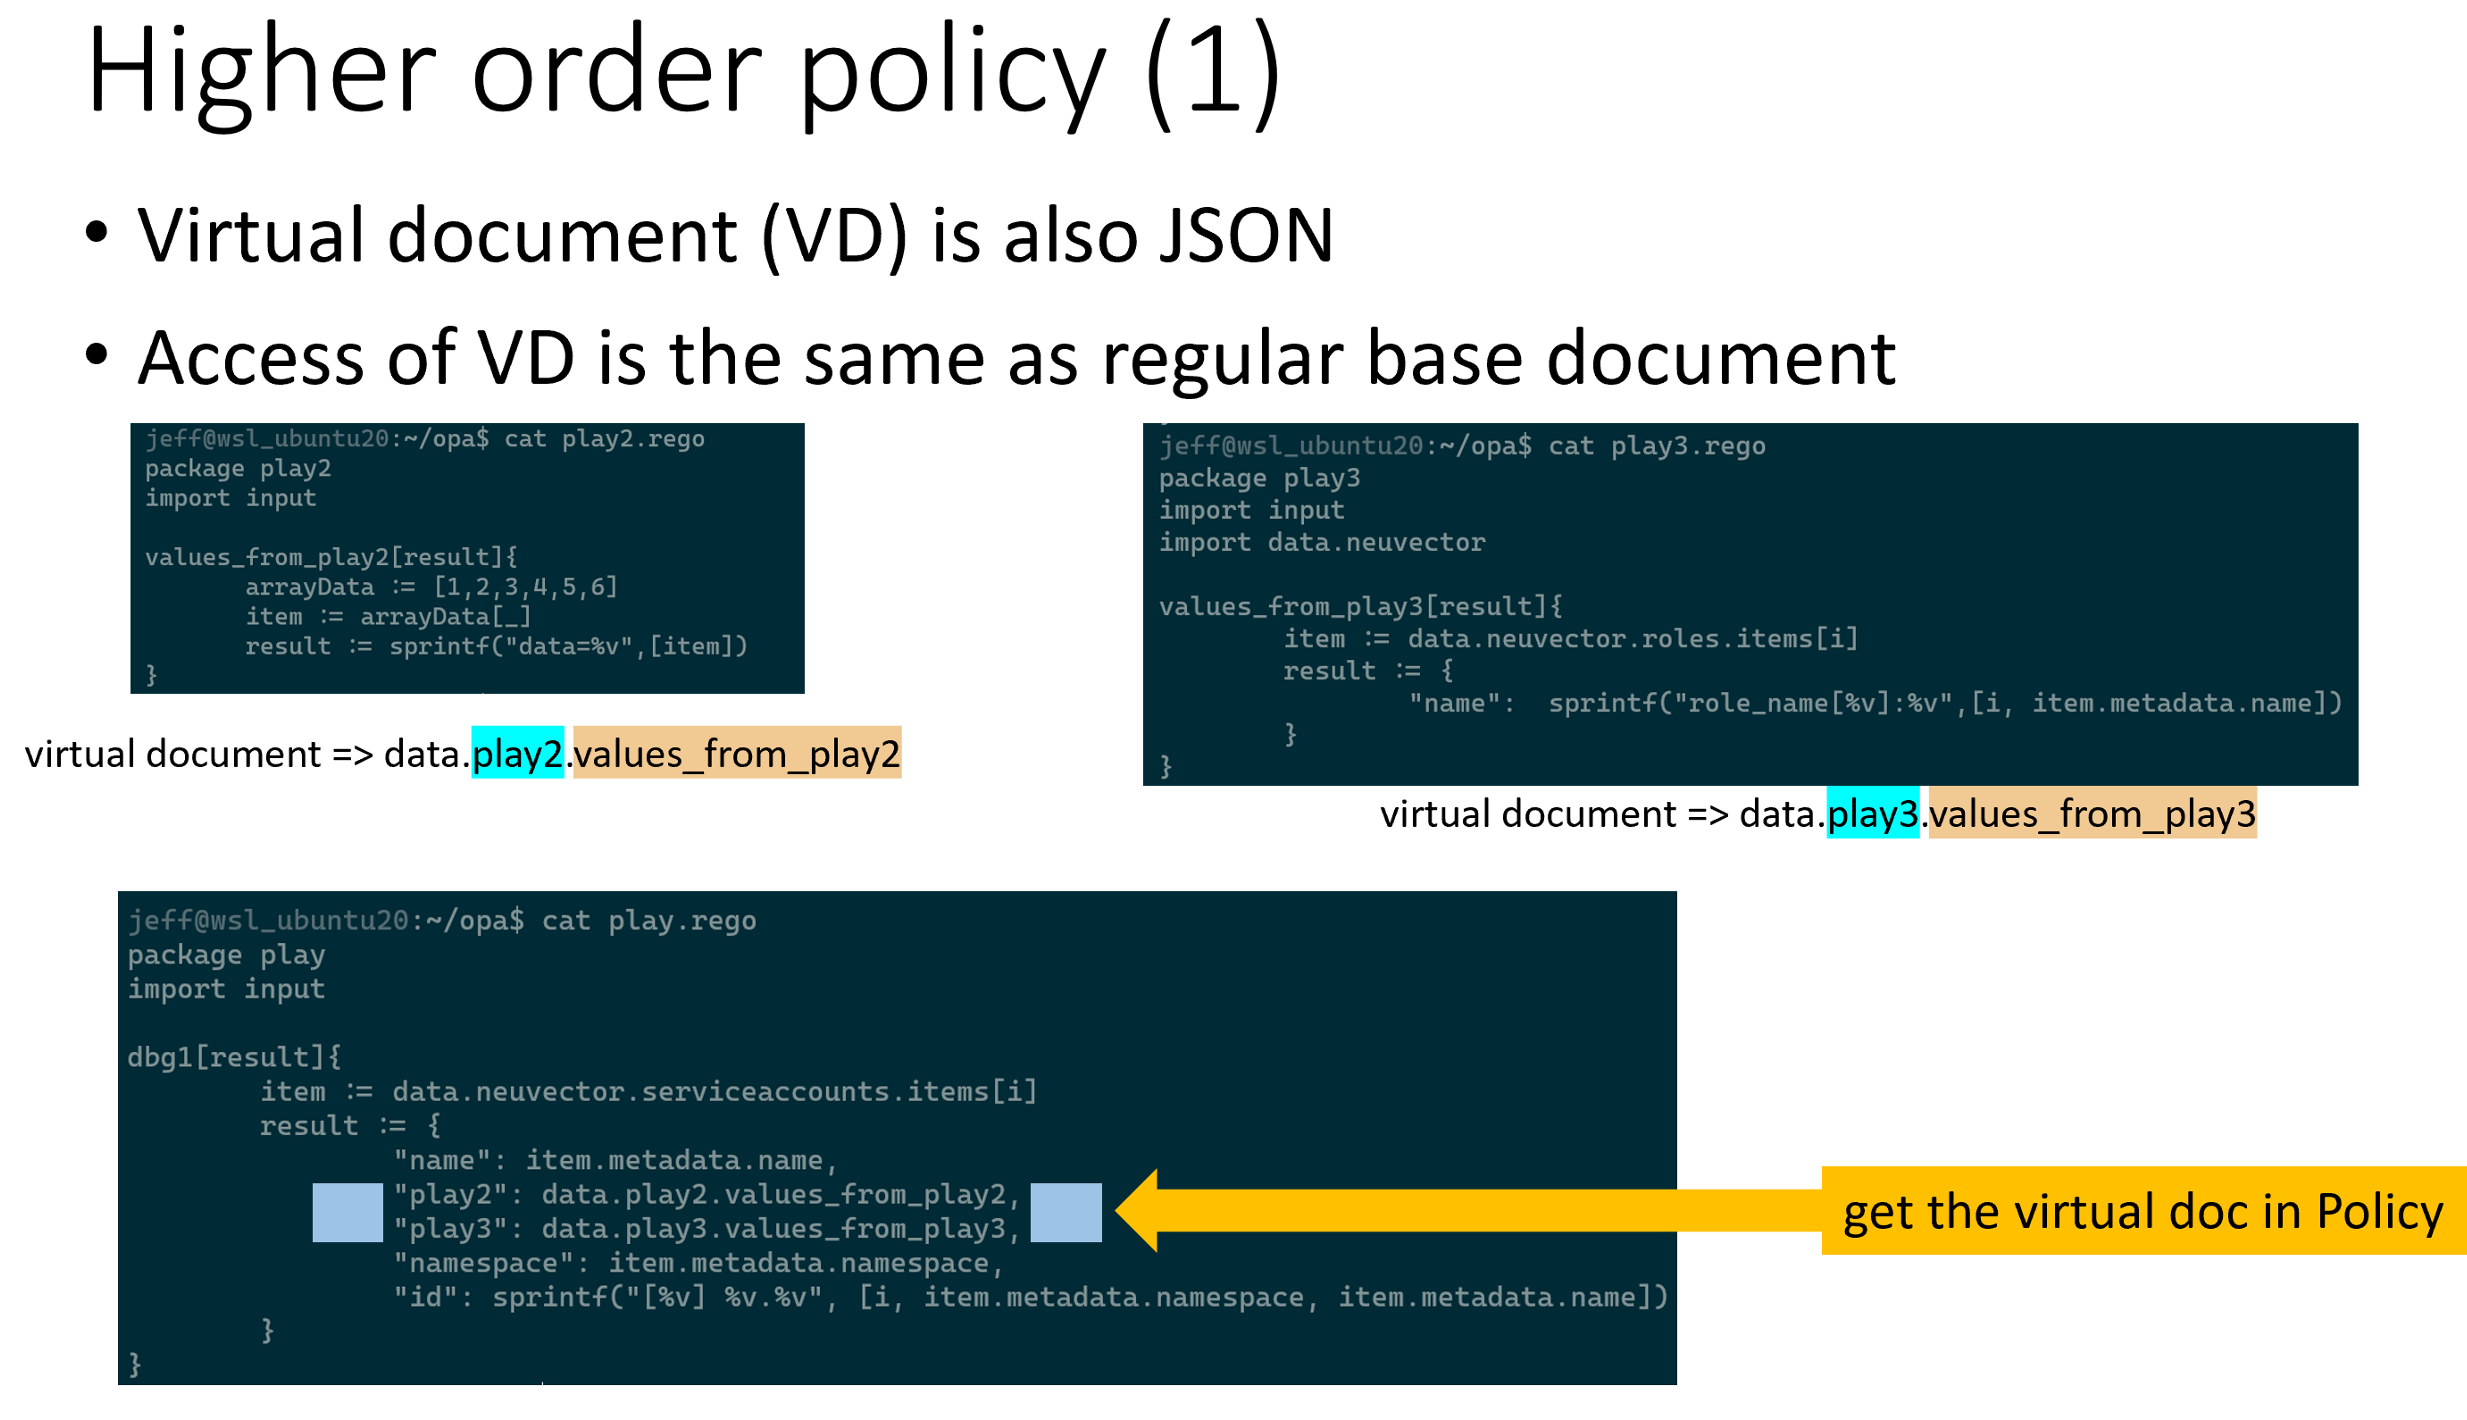 Higher order policy (1)
• Virtual document (VD) is also JSON
• Access of VD is the same as regular base document
jeff@wsl_ubuntu20:~/opa$ cat play2.rego
package play2
import input
values_from_play2[result]{
arrayData := [1,2,3,4,5,6]
item := arrayData[_]
result := sprintf("data=%v",[item])
}
virtual document => data.play2.values_from_play2
jeff@wsl_ubuntu20:~/opa$ cat play3.rego
package play3
import input
import data.neuvector
values_from_play3[result]{
item := data.neuvector.roles.items[i]
result := {
"name":  sprintf("role_name[%v]:%v",[i, item.metadata.name])
}
}
virtual document => data.play3.values_from_play3
jeff@wsl_ubuntu20:~/opa$ cat play.rego
package play
import input
dbg1[result]{
item := data.neuvector.serviceaccounts.items[i]
result := {
"name": item.metadata.name,
"play2": data.play2.values_from_play2,
"play3": data.play3.values_from_play3,
"namespace": item.metadata.namespace,
"id": sprintf("[%v] %v.%v", [i, item.metadata.namespace, item.metadata.name])
}
}
get the virtual doc in Policy